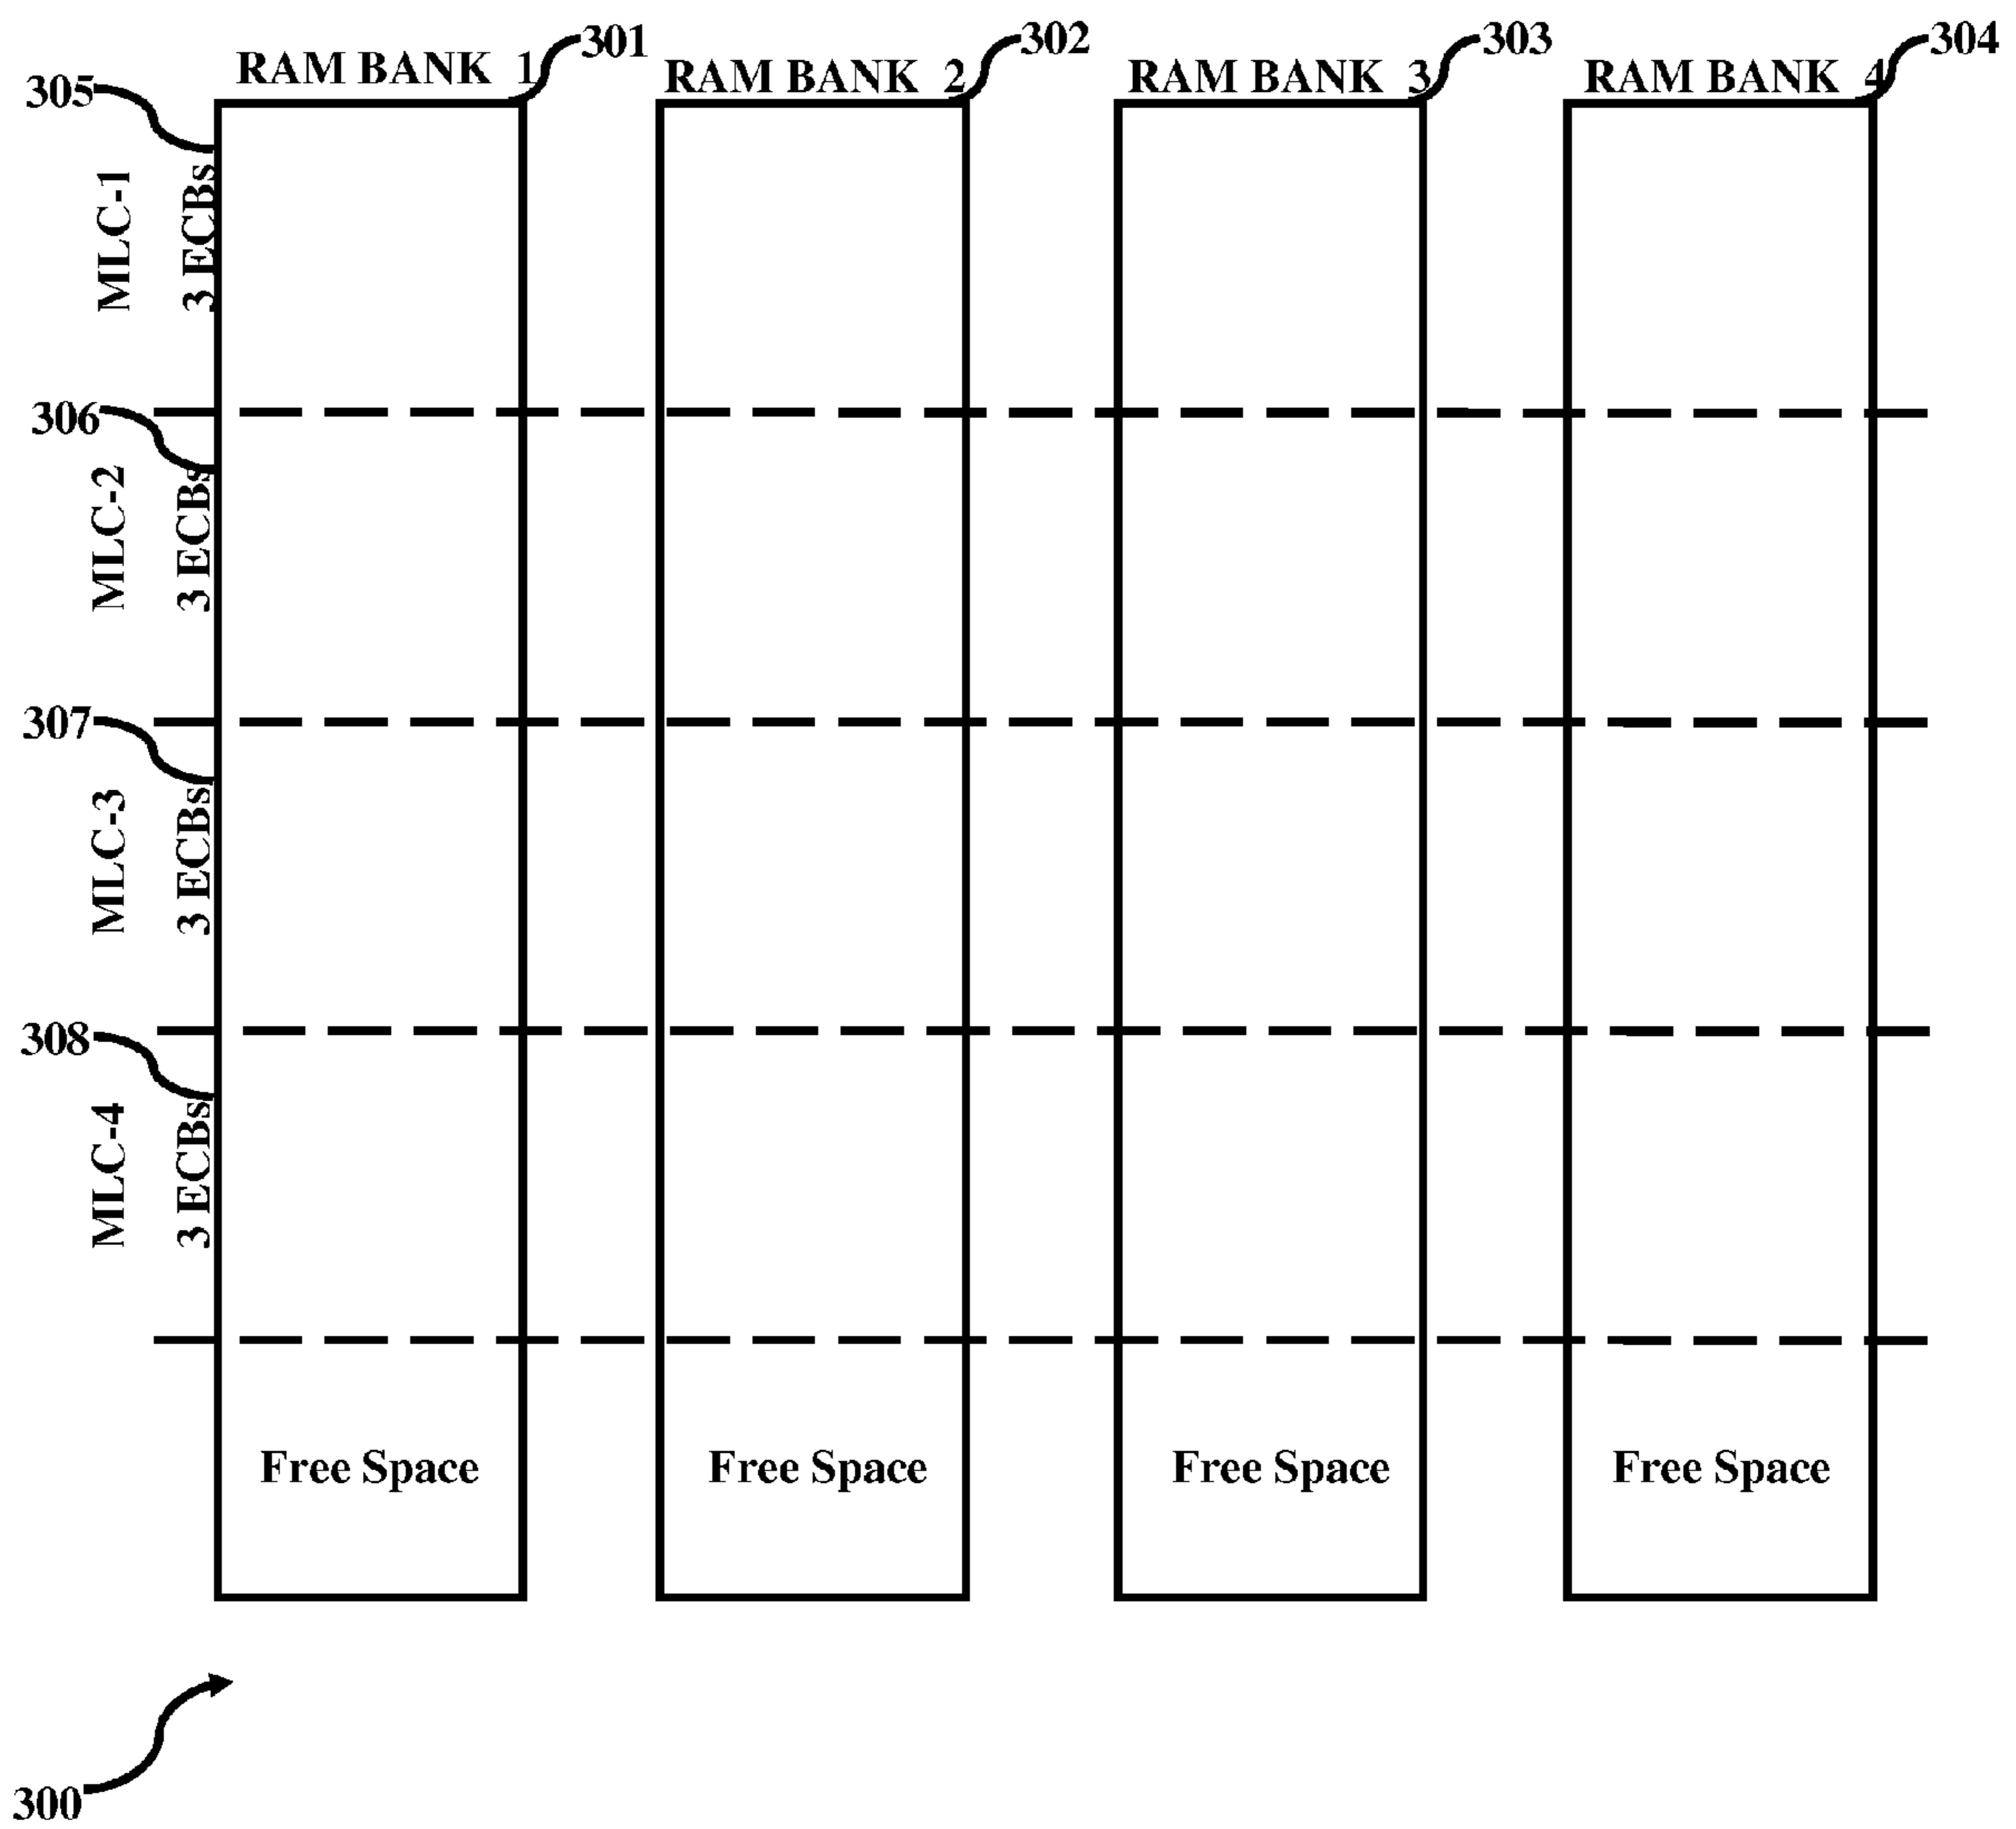 RAM BANK 1
301
RAM BANK 2
302
RAM BANK 3
303
RAM BANK 4
304
305
MLC-1
3 ECBs
306
MLC-2
3 ECBs
307
MLC-3
3 ECBs
308
MLC-4
3 ECBs
Free Space
Free Space
Free Space
Free Space
300